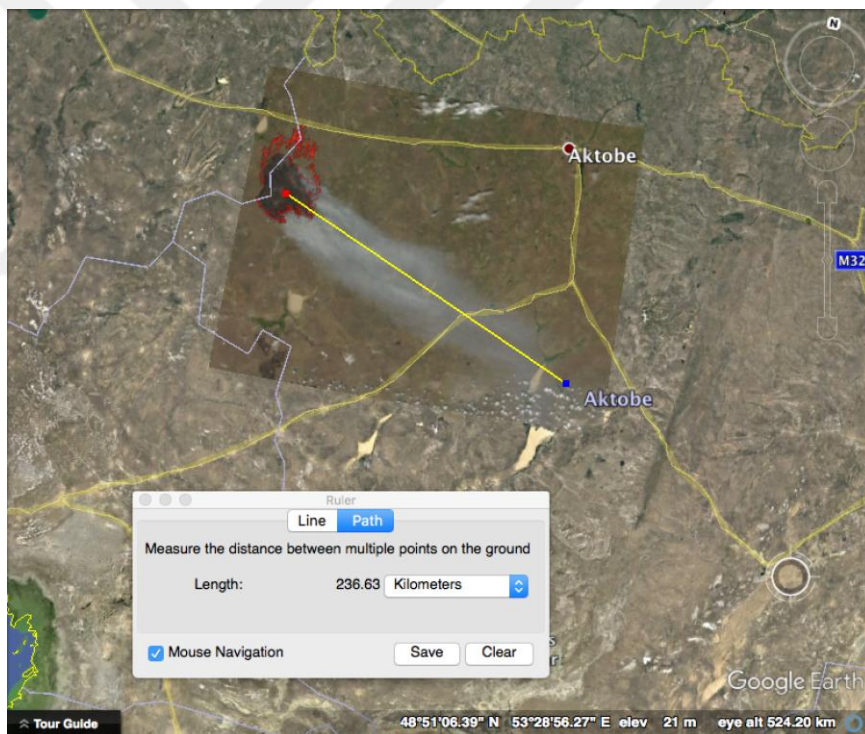 N
Aktobe
M32
Aktobe
Ruler
Line Path
Measure the distance between multiple points on the ground
Length: 236.63 Kilometers
Mouse Navigation Save Clear
Google Earth
Tour Guide
48°51'06.39" N 53°28'56.27" E elev 21 m eye alt 524.20 km